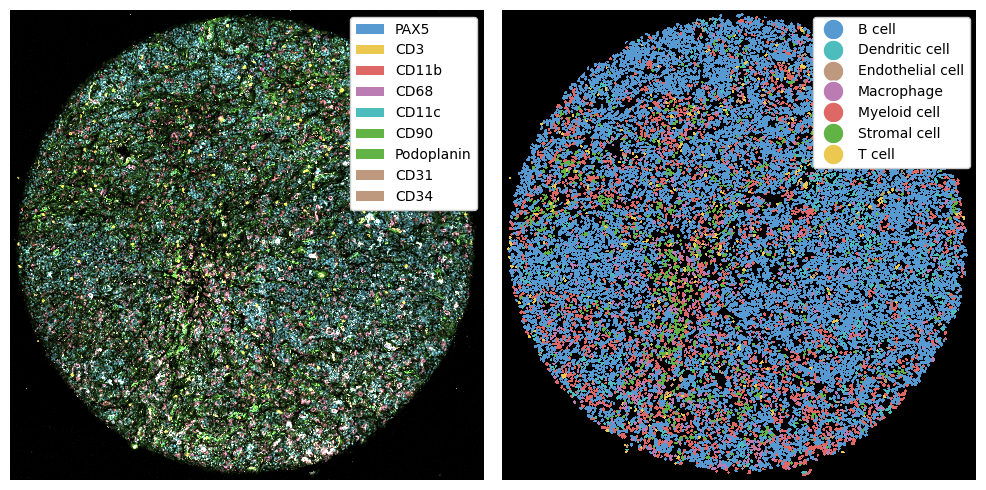 PAX5
CD3
CD11b
CD68
CD11c
CD90
Podoplanin
CD31
CD34
B cell
Dendritic cell
Endothelial cell
Macrophage
Myeloid cell
Stromal cell
T cell